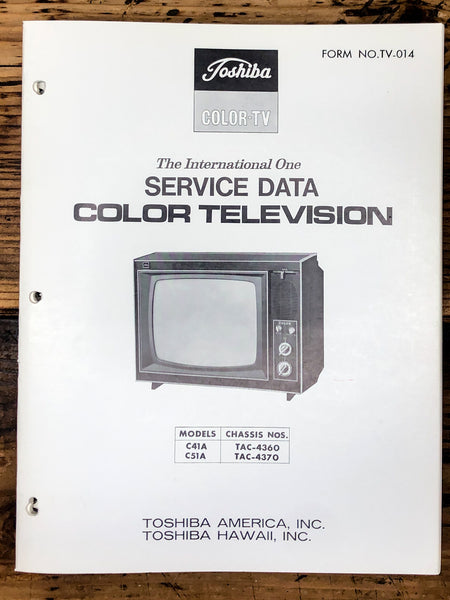 FORM NO.TV-014
Toshiba
COLOR·TV
The International One
SERVICE DATA
COLOR TELEVISION
COLOR
MODELS CHASSIS NOS.
C41A TAC-4360
C51A TAC-4370
TOSHIBA AMERICA, INC.
TOSHIBA HAWAII, INC.